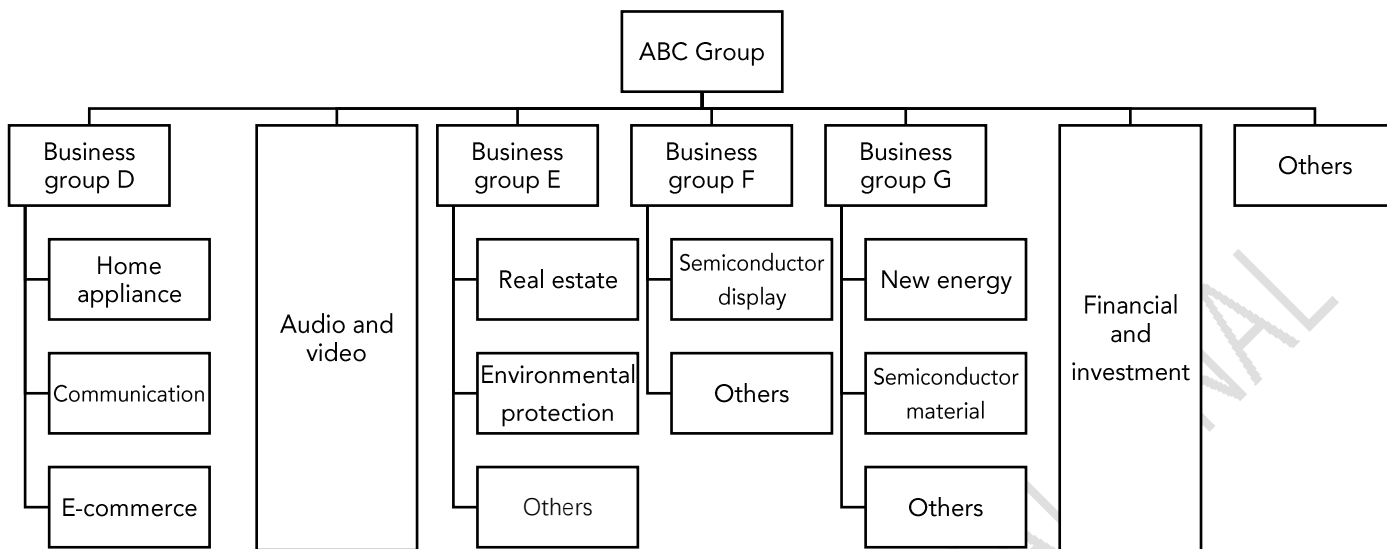 ABC Group
Business
group D
Business
group E
Business
group F
Business
group G
Others
Home
appliance
Communication
E-commerce
Audio and
video
Real estate
Environmental
protection
Others
Semiconductor
display
Others
New energy
Semiconductor
material
Others
Financial
and
investment